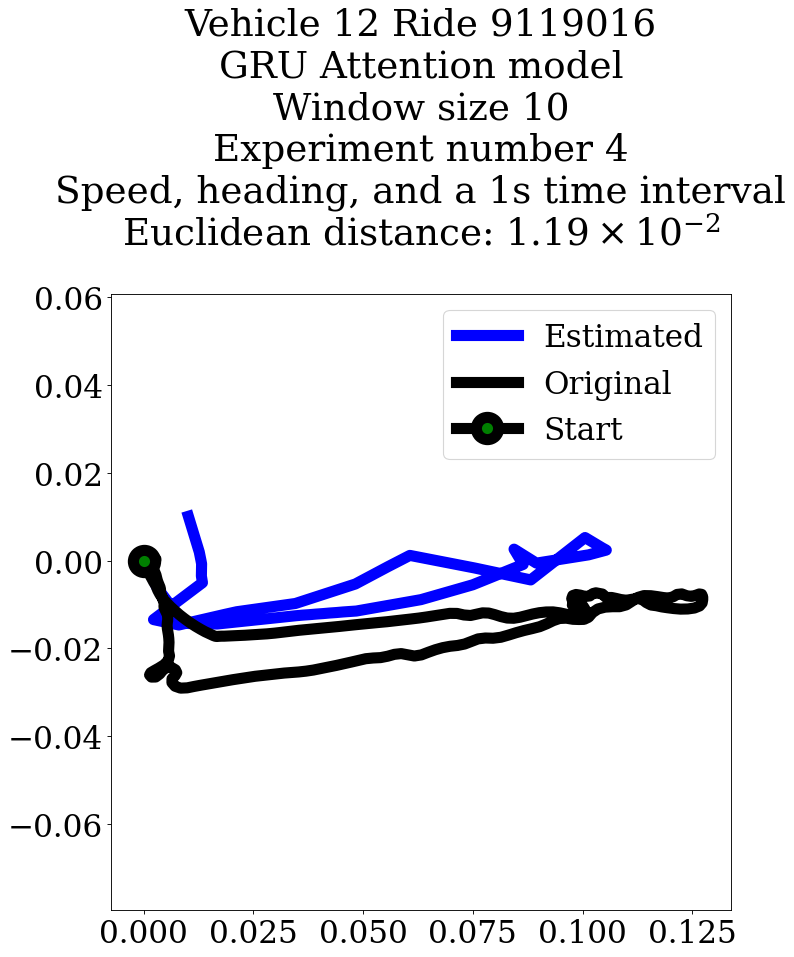 Vehicle 12 Ride 9119016
GRU Attention model
Window size 10
Experiment number 4
Speed, heading, and a 1s time interval
Euclidean distance: 1.19 × 10⁻²
0.06
Estimated
Original
Start
0.04
0.02
0.00
−0.02
−0.04
−0.06
0.000 0.025 0.050 0.075 0.100 0.125